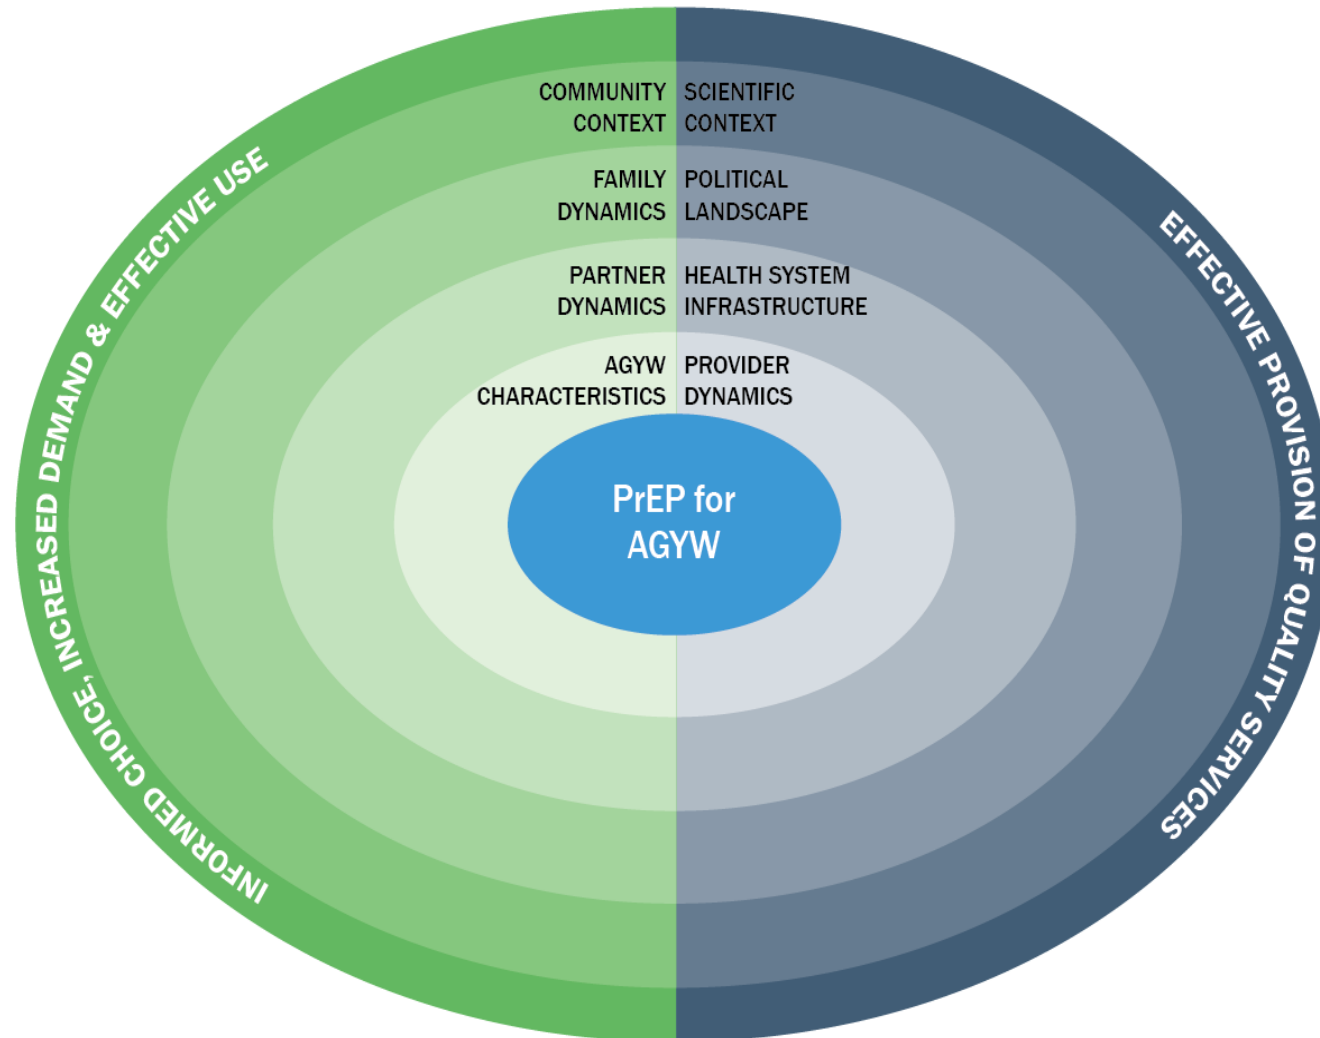 COMMUNITY
CONTEXT
SCIENTIFIC
CONTEXT
FAMILY
DYNAMICS
POLITICAL
LANDSCAPE
PARTNER
DYNAMICS
HEALTH SYSTEM
INFRASTRUCTURE
AGYW
CHARACTERISTICS
PROVIDER
DYNAMICS
PrEP for
AGYW
INFORMED CHOICE, INCREASED DEMAND & EFFECTIVE USE
EFFECTIVE PROVISION OF QUALITY SERVICES